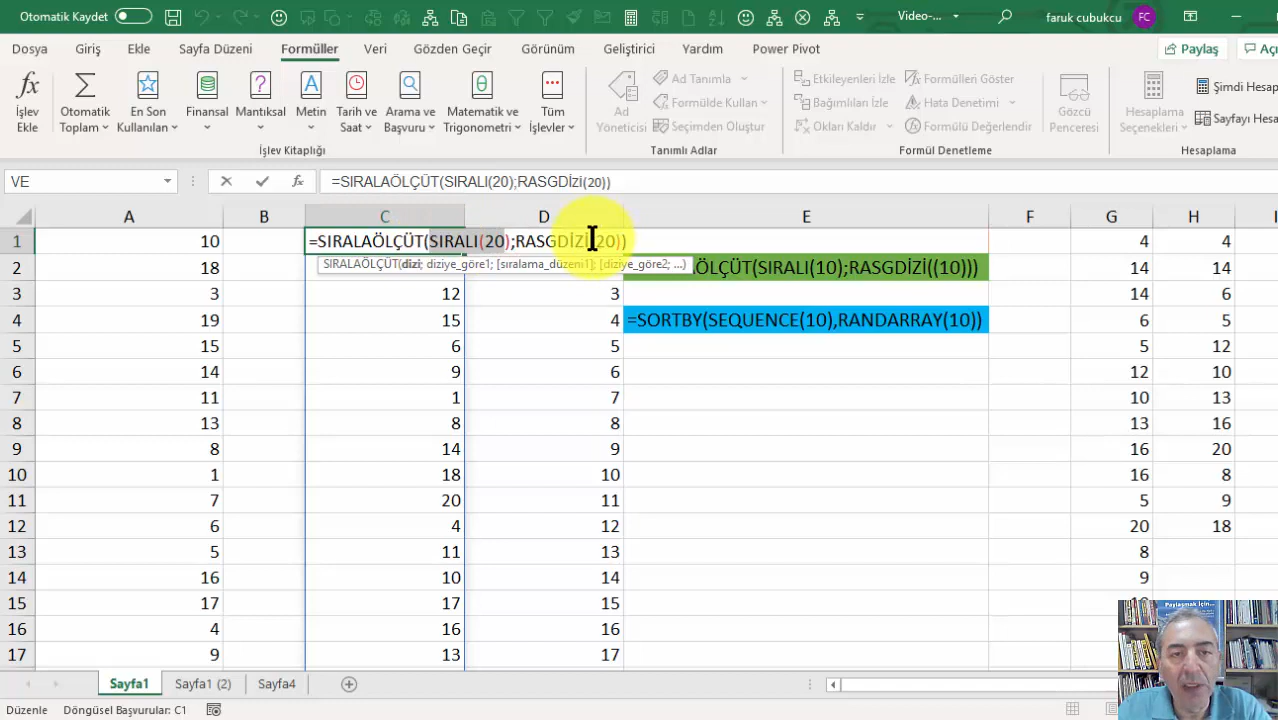 Otomatik Kaydet
Video-...
faruk cubukcu
FC
Dosya Giriş Ekle Sayfa Düzeni Formüller Veri Gözden Geçir Görünüm Geliştirici Yardım Power Pivot
Paylaş
İşlev Ekle
Otomatik Toplam
En Son Kullanılan
Finansal
Mantıksal
Metin
Tarih ve Saat
Arama ve Başvuru
Matematik ve Trigonometri
Tüm İşlevler
Ad Yöneticisi
Ad Tanımla
Formülde Kullan
Seçimden Oluştur
Etkileyenleri İzle
Bağımlıları İzle
Okları Kaldır
Formülleri Göster
Hata Denetimi
Formülü Değerlendir
Gözcü Penceresi
Hesaplama Seçenekleri
Şimdi Hesap
Sayfayı Hesa
İşlev Kitaplığı
Tanımlı Adlar
Formül Denetleme
Hesaplama
VE
fx
=SIRALAÖLÇÜT(SIRALI(20);RASGDİZİ(20))
A B C D E F G H
1 10 =SIRALAÖLÇÜT(SIRALI(20);RASGDİZİ(20)) 4 4
SIRALAÖLÇÜT(dizi; diziye_göre1; [sıralama_düzeni1]; [diziye_göre2; ...)
2 18 ÖLÇÜT(SIRALI(10);RASGDİZİ((10))) 14 14
3 3 12 3 14 6
4 19 15 4 =SORTBY(SEQUENCE(10),RANDARRAY(10)) 6 5
5 15 6 5 5 12
6 14 9 6 12 10
7 11 1 7 10 13
8 13 8 8 13 16
9 8 14 9 16 20
10 1 18 10 16 8
11 7 20 11 5 9
12 6 4 12 20 18
13 5 11 13 8
14 16 10 14 9
15 17 17 15
16 4 16 16
17 9 13 17
Sayfa1 Sayfa1 (2) Sayfa4
Düzenle Döngüsel Başvurular: C1